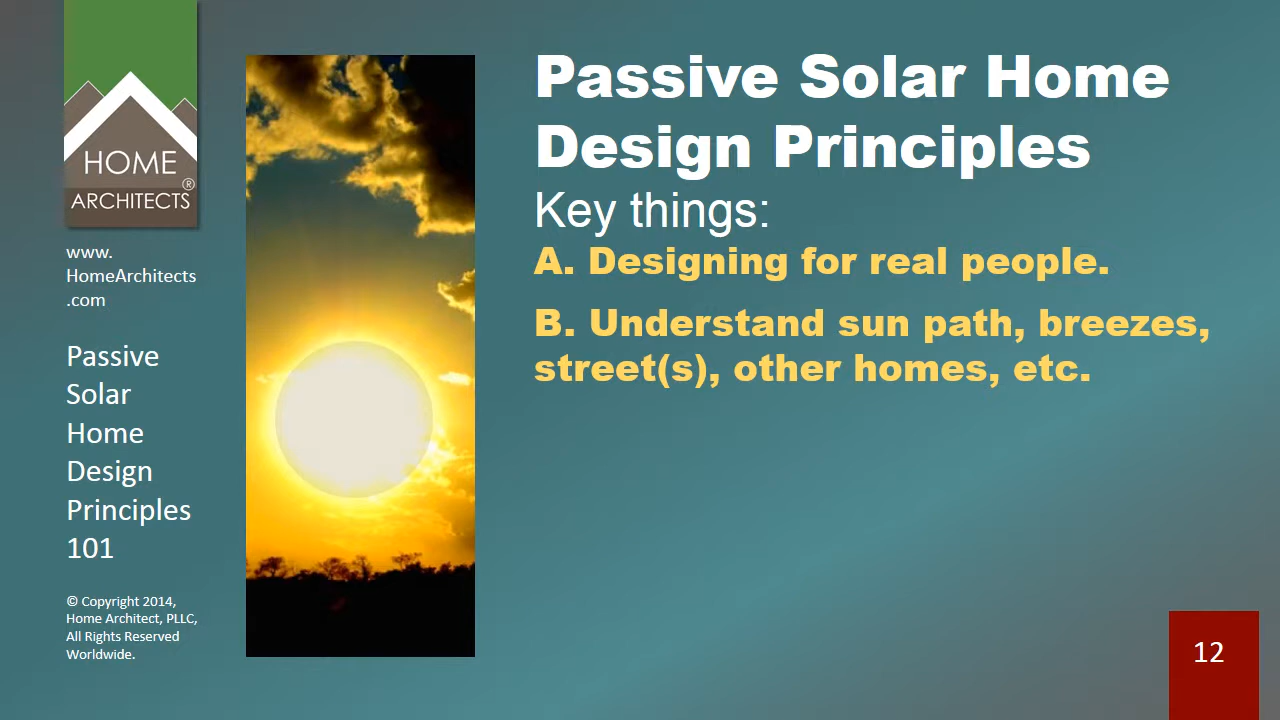 HOME
®
ARCHITECTS
www.
HomeArchitects
.com
Passive
Solar
Home
Design
Principles
101
© Copyright 2014,
Home Architect, PLLC,
All Rights Reserved
Worldwide.
Passive Solar Home
Design Principles
Key things:
A. Designing for real people.
B. Understand sun path, breezes,
street(s), other homes, etc.
12